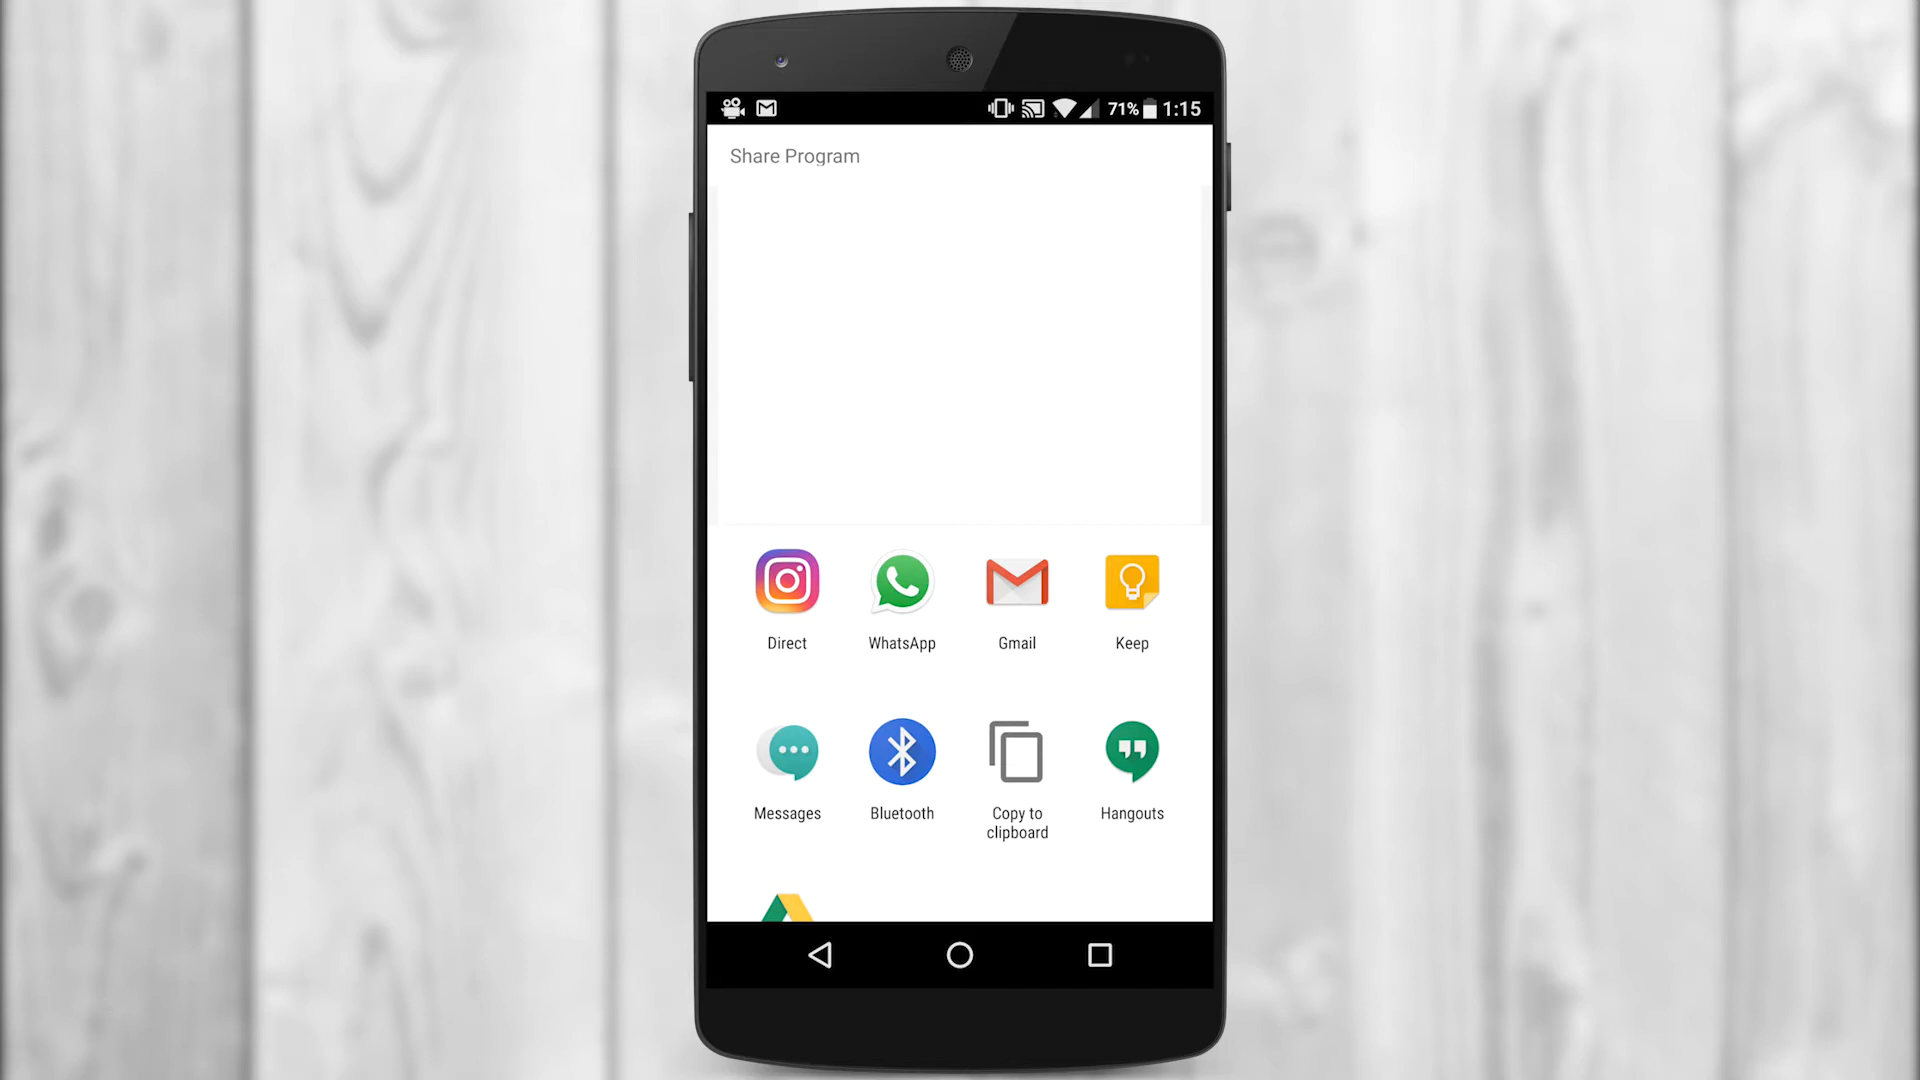 71% 1:15
Share Program
Direct WhatsApp Gmail Keep
Messages Bluetooth Copy to clipboard Hangouts